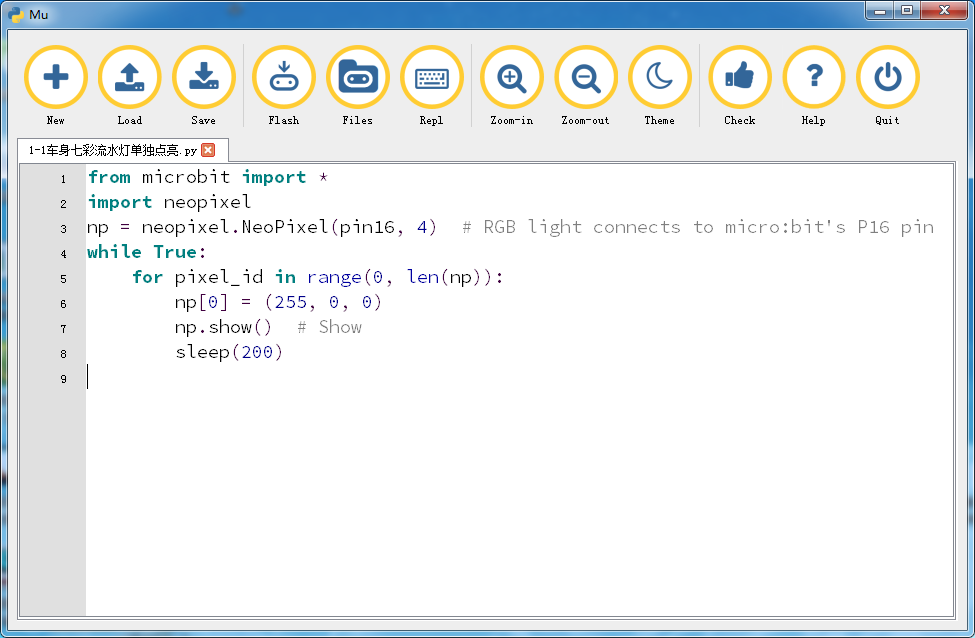 Mu
New Load Save Flash Files Repl Zoom-in Zoom-out Theme Check Help Quit
1-1车身七彩流水灯单独点亮.py
1 from microbit import *
2 import neopixel
3 np = neopixel.NeoPixel(pin16, 4)  # RGB light connects to micro:bit's P16 pin
4 while True:
5     for pixel_id in range(0, len(np)):
6         np[0] = (255, 0, 0)
7         np.show()  # Show
8         sleep(200)
9